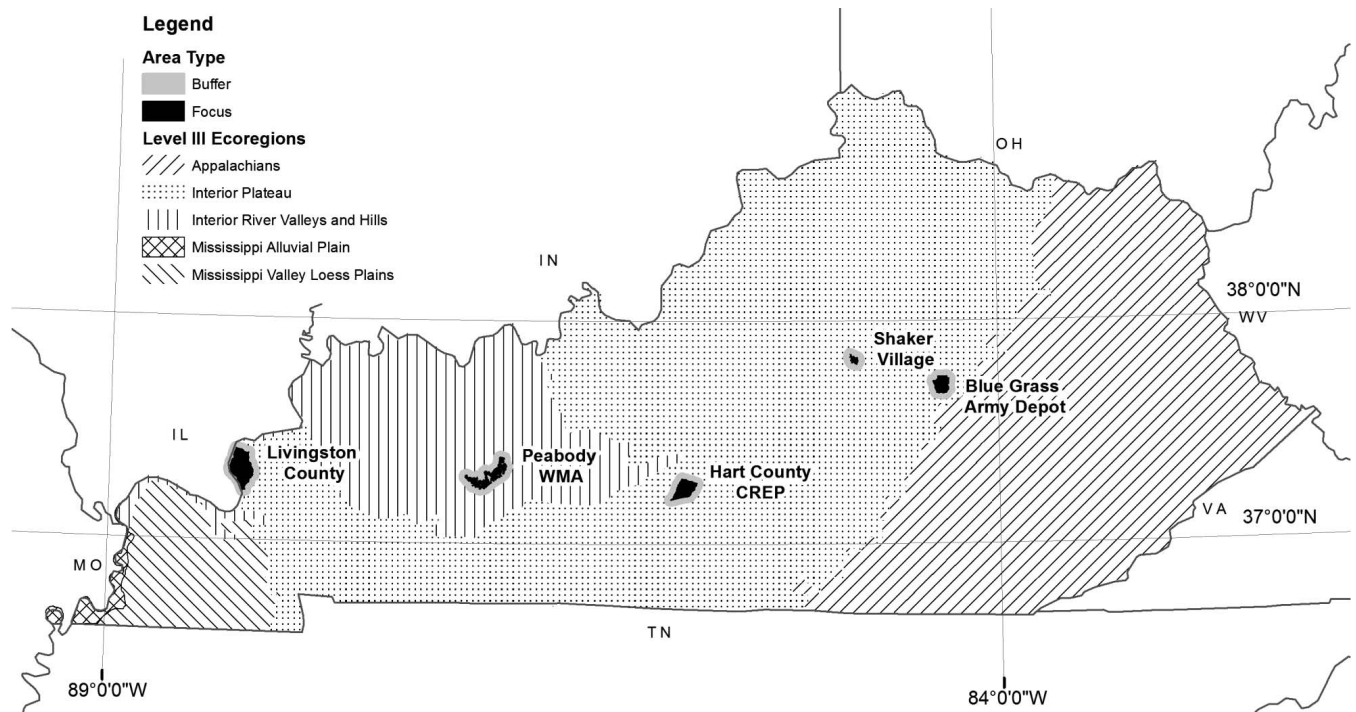 Legend
Area Type
Buffer
Focus
Level III Ecoregions
Appalachians
Interior Plateau
Interior River Valleys and Hills
Mississippi Alluvial Plain
Mississippi Valley Loess Plains
OH
IN
38°0'0"N
WV
Shaker
Village
Blue Grass
Army Depot
IL
Livingston
County
Peabody
WMA
Hart County
CREP
VA
37°0'0"N
MO
TN
89°0'0"W
84°0'0"W